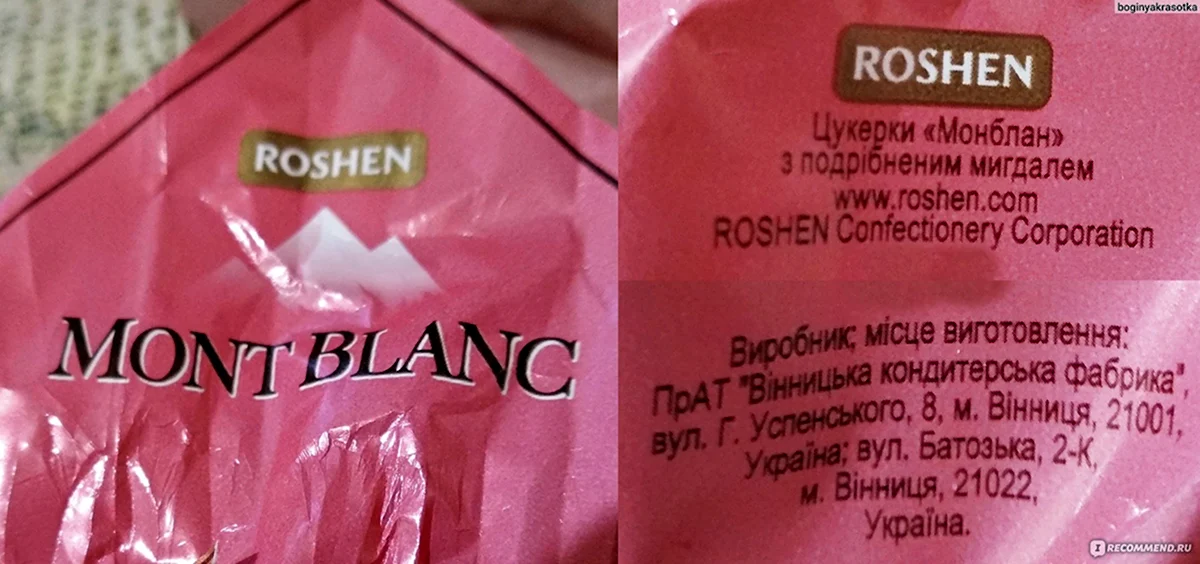 ROSHEN
MONT BLANC
boginyakrasotka
ROSHEN
Цукерки «Монблан»
з подрібненим мигдалем
www.roshen.com
ROSHEN Confectionery Corporation
Виробник; місце виготовлення:
ПрАТ "Вінницька кондитерська фабрика",
вул. Г. Успенського, 8, м. Вінниця, 21001,
Україна; вул. Батозька, 2-К,
м. Вінниця, 21022,
Україна.
IRECOMMEND.RU